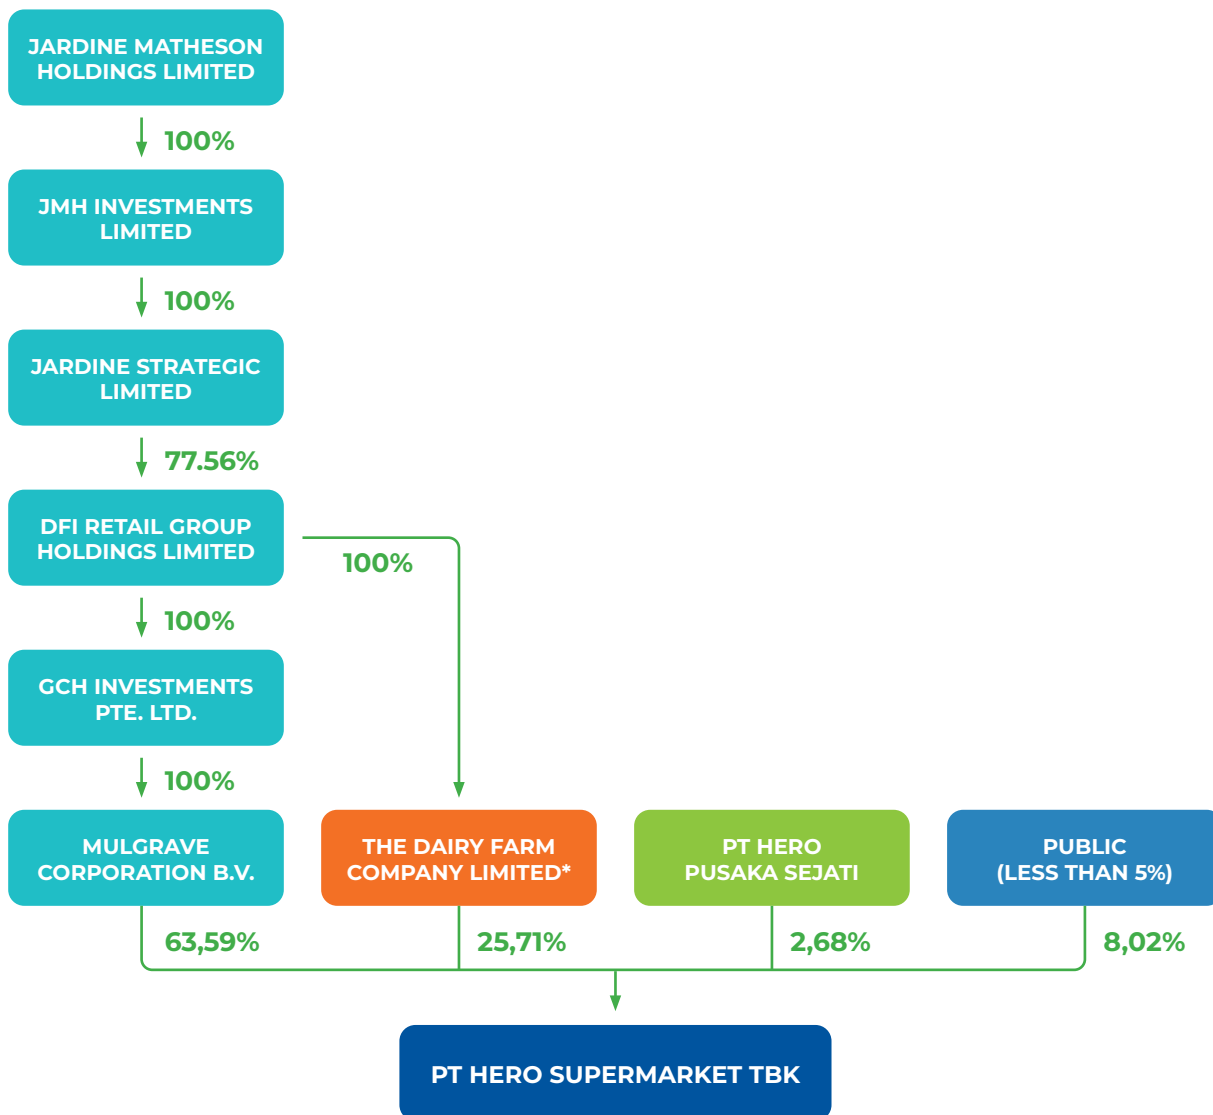 JARDINE MATHESON
HOLDINGS LIMITED
100%
JMH INVESTMENTS
LIMITED
100%
JARDINE STRATEGIC
LIMITED
77.56%
DFI RETAIL GROUP
HOLDINGS LIMITED
100%
100%
GCH INVESTMENTS
PTE. LTD.
100%
MULGRAVE
CORPORATION B.V.
THE DAIRY FARM
COMPANY LIMITED*
PT HERO
PUSAKA SEJATI
PUBLIC
(LESS THAN 5%)
63,59%
25,71%
2,68%
8,02%
PT HERO SUPERMARKET TBK